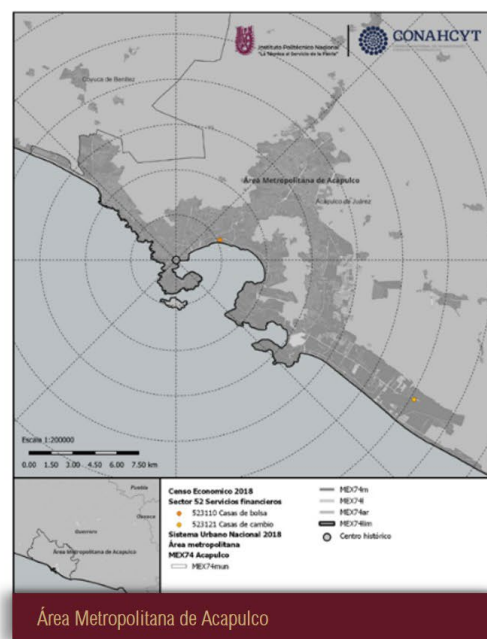 Instituto Politécnico Nacional
"La Técnica al Servicio de la Patria"
CONAHCYT
Coyuca de Benítez
Área Metropolitana de Acapulco
Acapulco de Juárez
Escala 1:200000
0.00 1.50 3.00 4.50 6.00 7.50 km
Puebla
Guerrero
Oaxaca
Área Metropolitana de Acapulco
Censo Economico 2018
Sector 52 Servicios financieros
523110 Casas de bolsa
523121 Casas de cambio
Sistema Urbano Nacional 2018
Área metropolitana
MEX74 Acapulco
MEX74mun
MEX74m
MEX74l
MEX74ar
MEX74lim
Centro histórico
Área Metropolitana de Acapulco